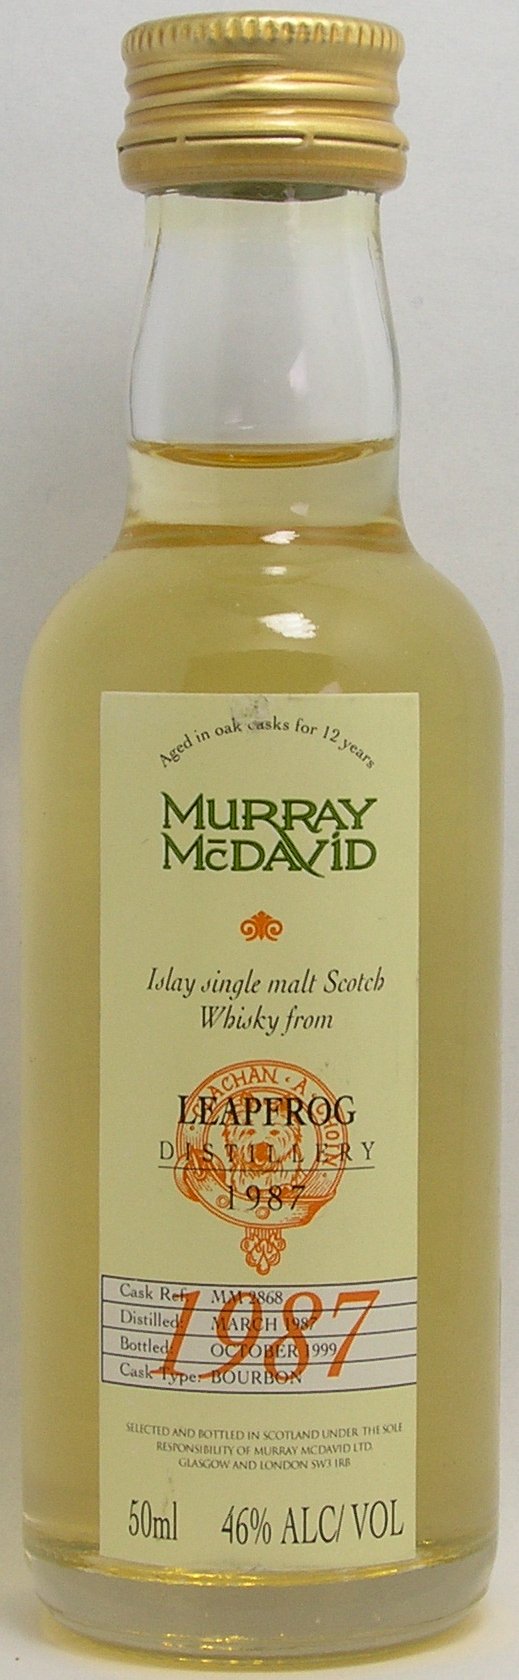 Aged in oak casks for 12 years
MURRAY
McDAVID
Islay single malt Scotch
Whisky from
LEAPFROG
DISTILLERY
1987
Cask Ref: MM 2868
Distilled: MARCH 1987
Bottled: OCTOBER 1999
Cask Type: BOURBON
1987
SELECTED AND BOTTLED IN SCOTLAND UNDER THE SOLE
RESPONSIBILITY OF MURRAY MCDAVID LTD.
GLASGOW AND LONDON SW3 1RB
50ml 46% ALC/VOL